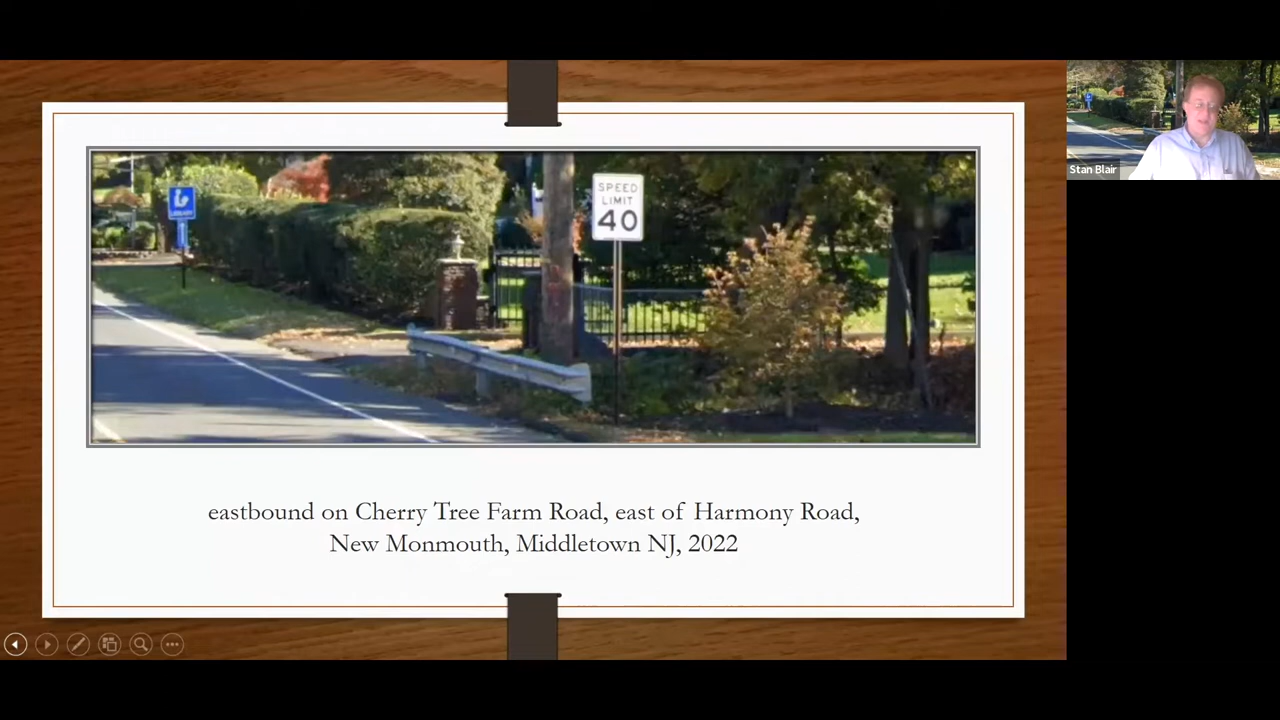 LIBRARY
SPEED
LIMIT
40
Stan Blair
eastbound on Cherry Tree Farm Road, east of Harmony Road,
New Monmouth, Middletown NJ, 2022